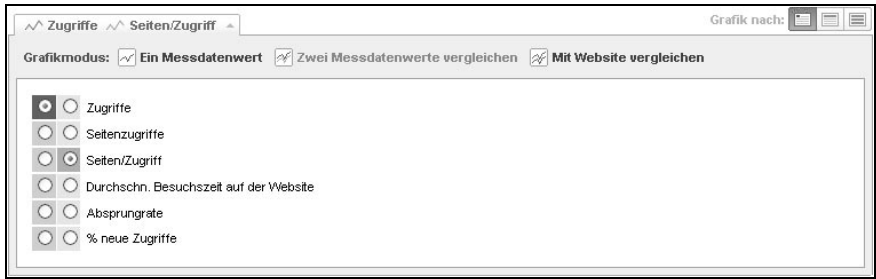 Zugriffe Seiten/Zugriff Grafik nach:
Grafikmodus: Ein Messdatenwert Zwei Messdatenwerte vergleichen Mit Website vergleichen
Zugriffe
Seitenzugriffe
Seiten/Zugriff
Durchschn. Besuchszeit auf der Website
Absprungrate
% neue Zugriffe